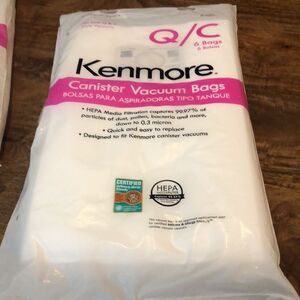 Q/C
6 Bags
6 Bolsas
Kenmore
Canister Vacuum Bags
BOLSAS PARA ASPIRADORAS TIPO TANQUE
• HEPA Media Filtration captures 99.97% of
particles of dust, pollen, bacteria and more,
down to 0.3 micron
• Quick and easy to replace
• Designed to fit Kenmore canister vacuums
CERTIFIED
HEPA